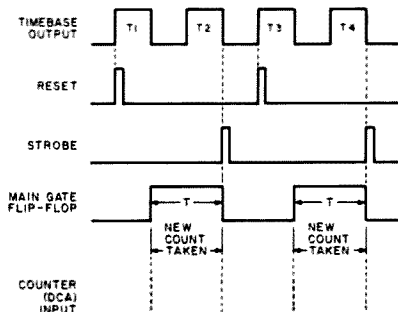 TIMEBASE
OUTPUT
T1
T2
T3
T4
RESET
STROBE
MAIN GATE
FLIP-FLOP
T
T
NEW
COUNT
TAKEN
NEW
COUNT
TAKEN
COUNTER
(DCA)
INPUT